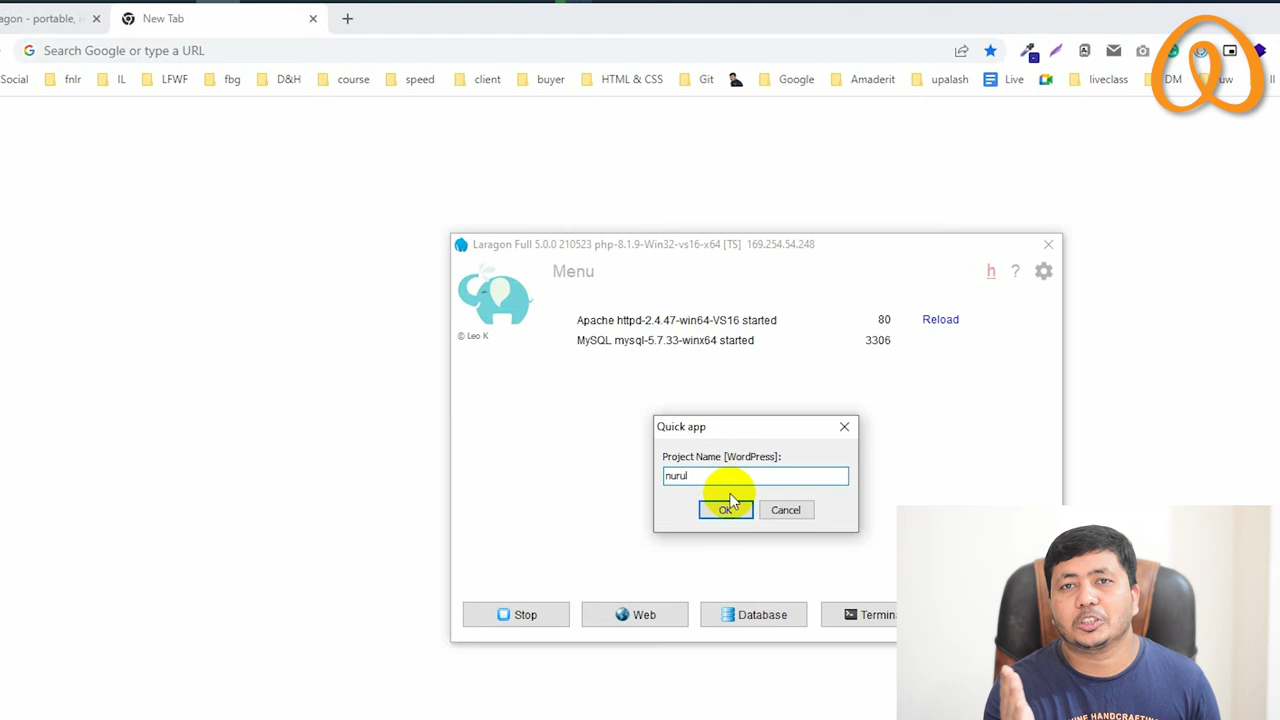 agon - portable, i
New Tab
Search Google or type a URL
Social
fnlr
IL
LFWF
fbg
D&H
course
speed
client
buyer
HTML & CSS
Git
Google
Amaderit
upalash
Live
liveclass
DM
uw
Laragon Full 5.0.0 210523 php-8.1.9-Win32-vs16-x64 [TS] 169.254.54.248
Menu
h
?
Apache httpd-2.4.47-win64-VS16 started 80 Reload
© Leo K
MySQL mysql-5.7.33-winx64 started 3306
Quick app
Project Name [WordPress]:
nurul
OK
Cancel
Stop
Web
Database
Termin
INE HANDCRAFTING